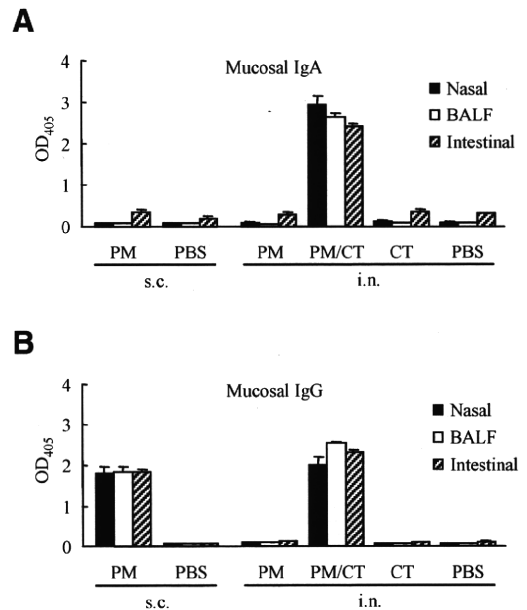 A
Mucosal IgA
Nasal
BALF
Intestinal
OD405
4
3
2
1
0
PM PBS PM PM/CT CT PBS
s.c. i.n.
B
Mucosal IgG
Nasal
BALF
Intestinal
OD405
4
3
2
1
0
PM PBS PM PM/CT CT PBS
s.c. i.n.